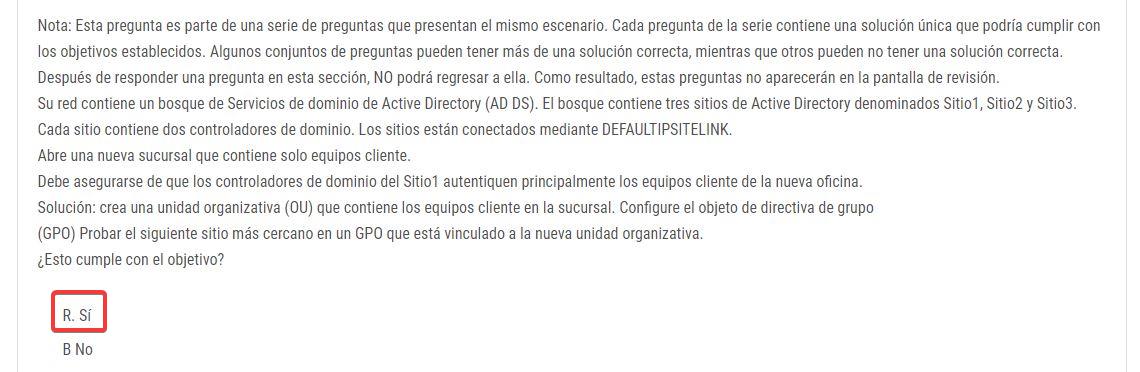 Nota: Esta pregunta es parte de una serie de preguntas que presentan el mismo escenario. Cada pregunta de la serie contiene una solución única que podría cumplir con
los objetivos establecidos. Algunos conjuntos de preguntas pueden tener más de una solución correcta, mientras que otros pueden no tener una solución correcta.
Después de responder una pregunta en esta sección, NO podrá regresar a ella. Como resultado, estas preguntas no aparecerán en la pantalla de revisión.
Su red contiene un bosque de Servicios de dominio de Active Directory (AD DS). El bosque contiene tres sitios de Active Directory denominados Sitio1, Sitio2 y Sitio3.
Cada sitio contiene dos controladores de dominio. Los sitios están conectados mediante DEFAULTIPSITELINK.
Abre una nueva sucursal que contiene solo equipos cliente.
Debe asegurarse de que los controladores de dominio del Sitio1 autentiquen principalmente los equipos cliente de la nueva oficina.
Solución: crea una unidad organizativa (OU) que contiene los equipos cliente en la sucursal. Configure el objeto de directiva de grupo
(GPO) Probar el siguiente sitio más cercano en un GPO que está vinculado a la nueva unidad organizativa.
¿Esto cumple con el objetivo?
R. Sí
B No